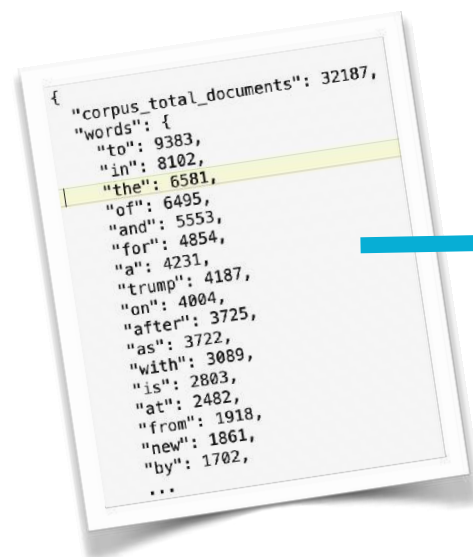 {
"corpus_total_documents": 32187,
"words": {
"to": 9383,
"in": 8102,
"the": 6581,
"of": 6495,
"and": 5553,
"for": 4854,
"a": 4231,
"trump": 4187,
"on": 4004,
"after": 3725,
"as": 3722,
"with": 3089,
"is": 2803,
"at": 2482,
"from": 1918,
"new": 1861,
"by": 1702,
...